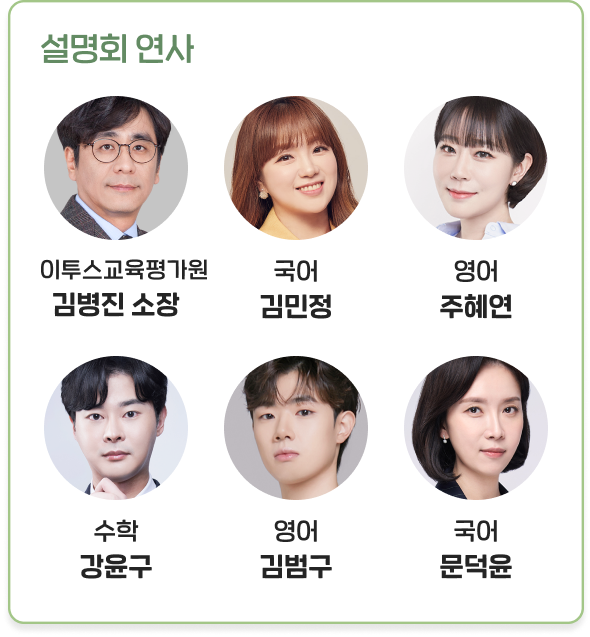 설명회 연사
이투스교육평가원
김병진 소장
국어
김민정
영어
주혜연
수학
강윤구
영어
김범구
국어
문덕윤